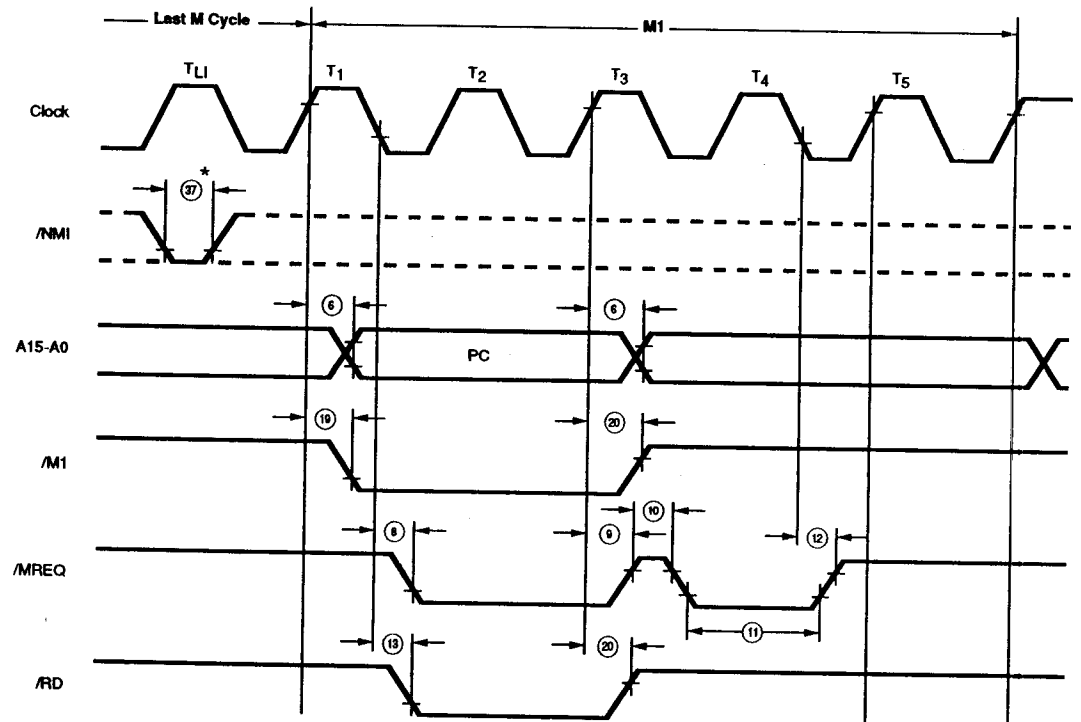 Last M Cycle
M1
TLI
T1
T2
T3
T4
T5
Clock
37 *
/NMI
6
6
A15-A0
PC
19
20
/M1
8
9
10
12
/MREQ
11
13
20
/RD